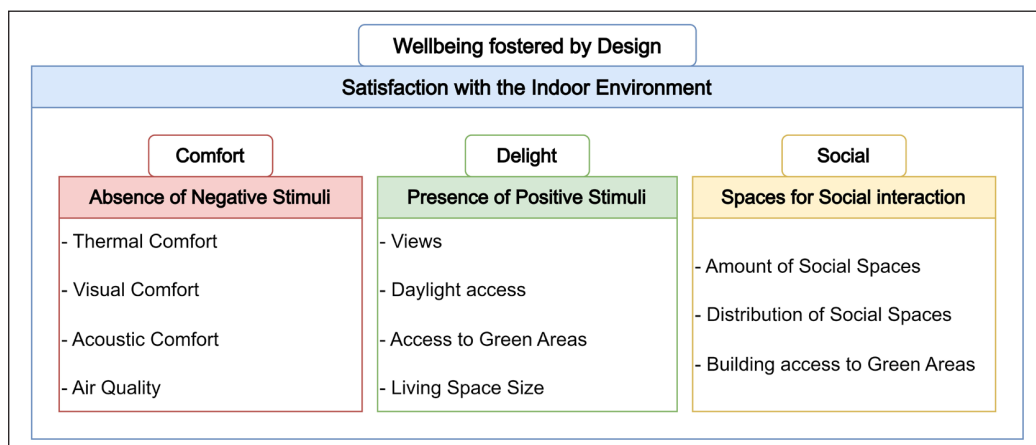 Wellbeing fostered by Design
Satisfaction with the Indoor Environment
Comfort
Absence of Negative Stimuli
- Thermal Comfort
- Visual Comfort
- Acoustic Comfort
- Air Quality
Delight
Presence of Positive Stimuli
- Views
- Daylight access
- Access to Green Areas
- Living Space Size
Social
Spaces for Social interaction
- Amount of Social Spaces
- Distribution of Social Spaces
- Building access to Green Areas